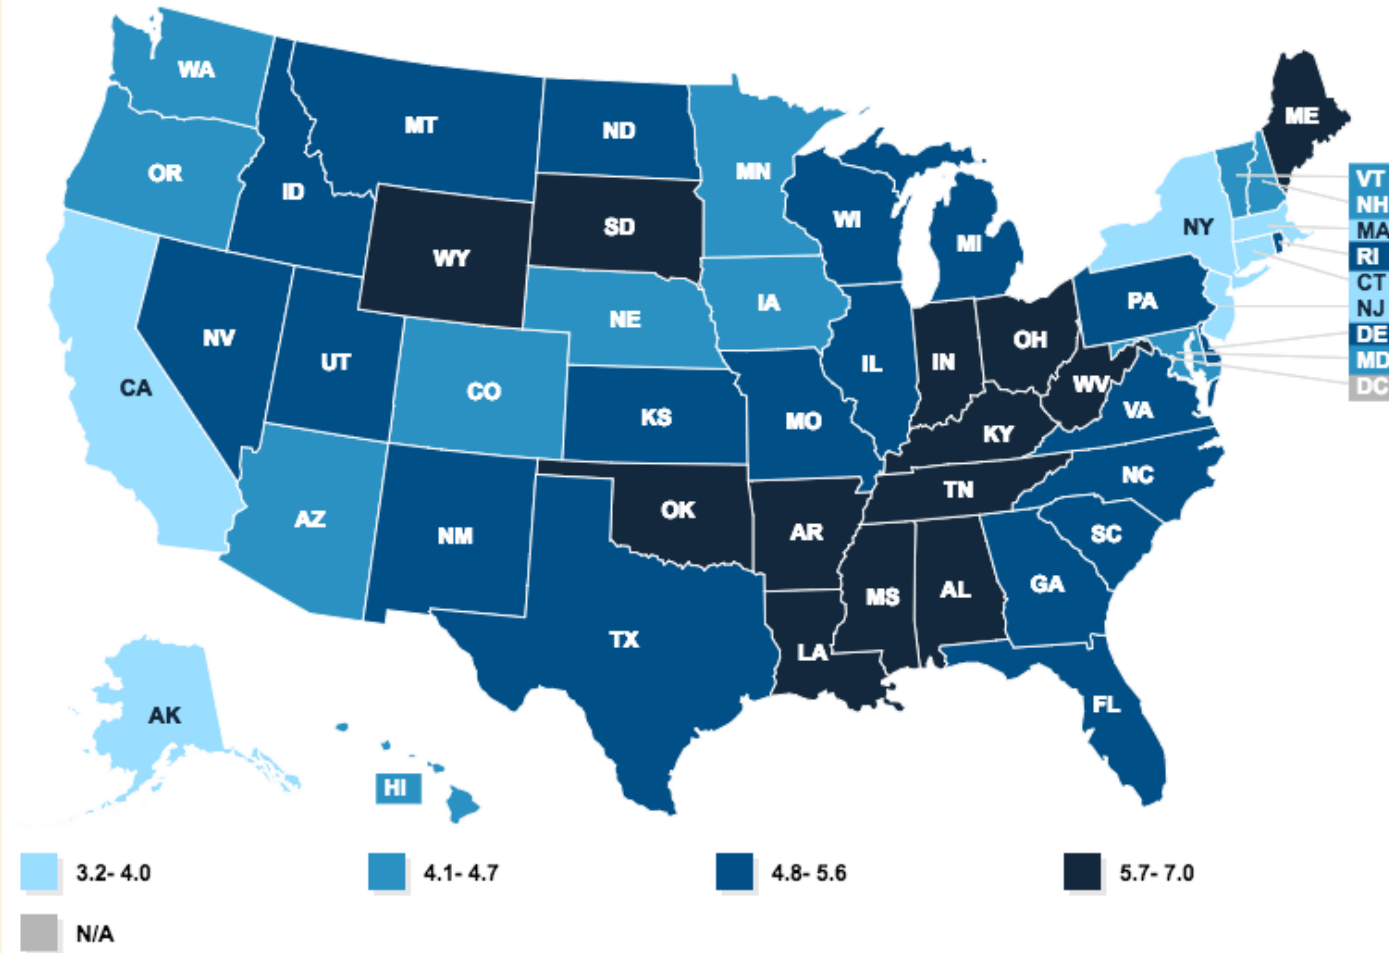 WA
ME
MT
ND
OR
MN
VT
ID
NH
WI
SD
NY
MA
MI
WY
RI
CT
PA
IA
NJ
NE
DE
NV
OH
MD
UT
IN
IL
WV
DC
CA
CO
VA
KS
MO
KY
NC
TN
OK
AZ
AR
SC
NM
GA
AL
MS
TX
LA
FL
AK
HI
3.2- 4.0
4.1- 4.7
4.8- 5.6
5.7- 7.0
N/A